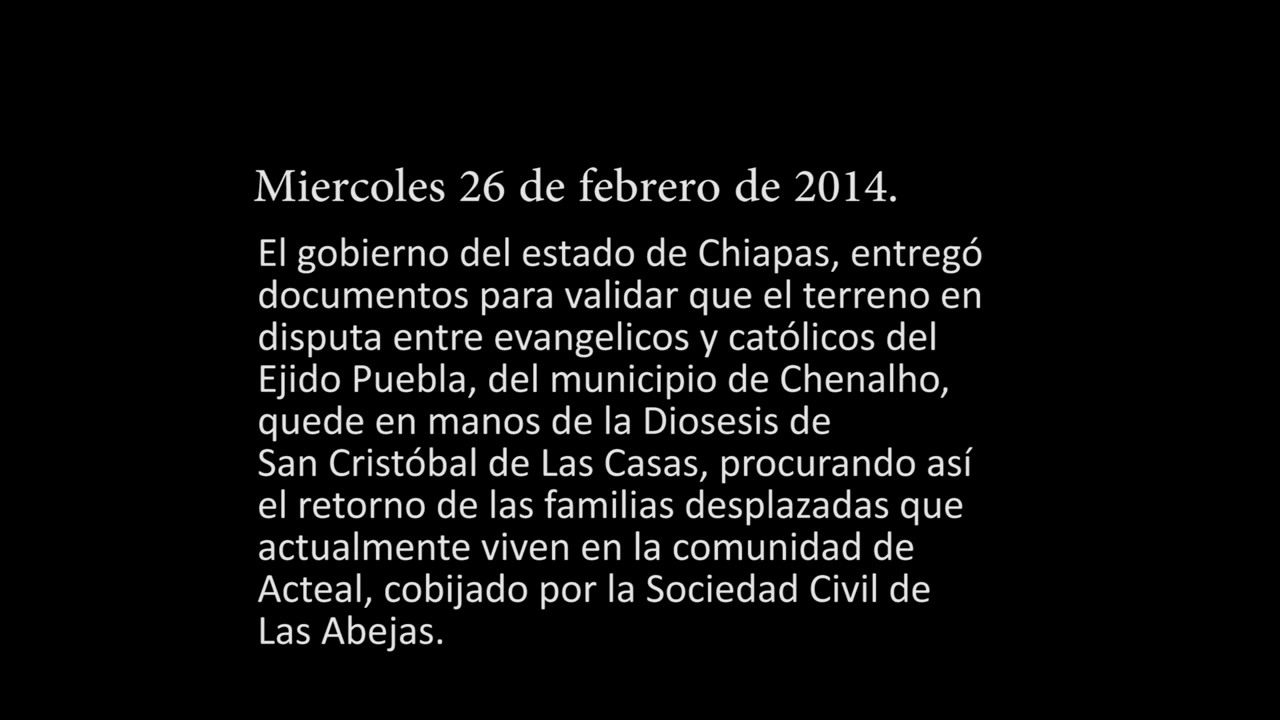 Miercoles 26 de febrero de 2014.
El gobierno del estado de Chiapas, entregó
documentos para validar que el terreno en
disputa entre evangelicos y católicos del
Ejido Puebla, del municipio de Chenalho,
quede en manos de la Diosesis de
San Cristóbal de Las Casas, procurando así
el retorno de las familias desplazadas que
actualmente viven en la comunidad de
Acteal, cobijado por la Sociedad Civil de
Las Abejas.